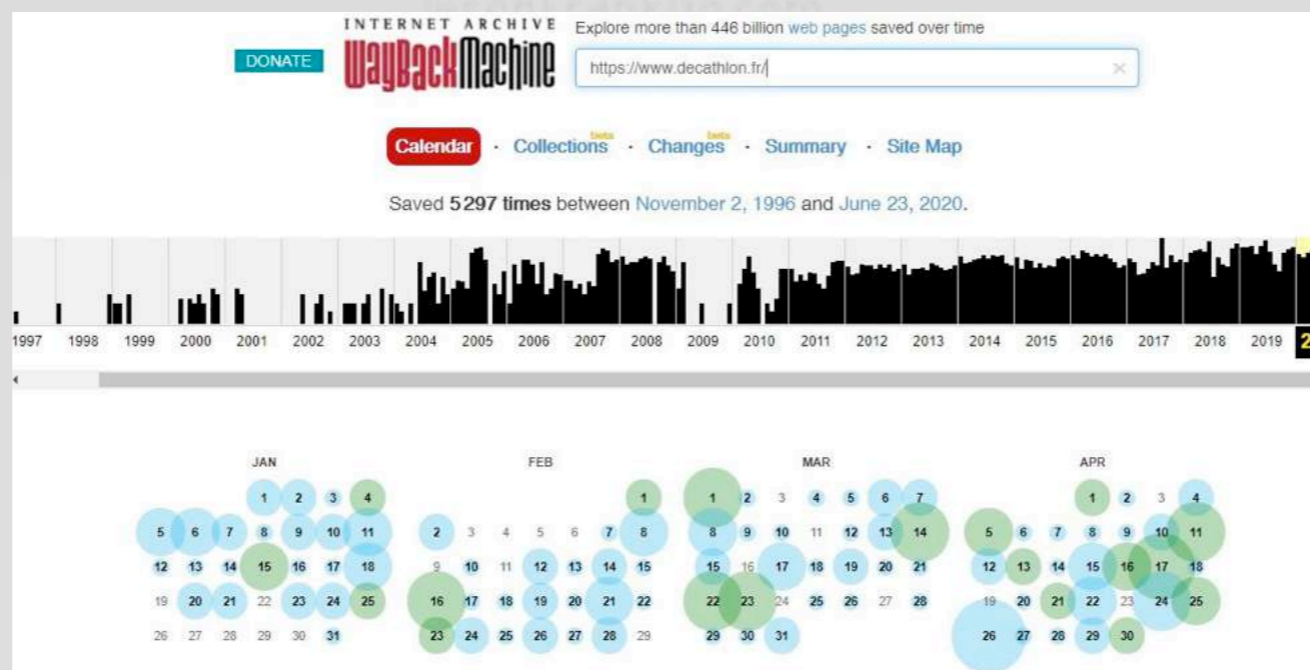 INTERNET ARCHIVE
WayBackMachine
DONATE
Explore more than 446 billion web pages saved over time
https://www.decathlon.fr/
×
Calendar · Collections beta · Changes beta · Summary · Site Map
Saved 5 297 times between November 2, 1996 and June 23, 2020.
1997 1998 1999 2000 2001 2002 2003 2004 2005 2006 2007 2008 2009 2010 2011 2012 2013 2014 2015 2016 2017 2018 2019 2
JAN FEB MAR APR
1 2 3 4 1 1 2 3 4 5 6 7 1 2 3 4
5 6 7 8 9 10 11 2 3 4 5 6 7 8 8 9 10 11 12 13 14 5 6 7 8 9 10 11
12 13 14 15 16 17 18 9 10 11 12 13 14 15 15 16 17 18 19 20 21 12 13 14 15 16 17 18
19 20 21 22 23 24 25 16 17 18 19 20 21 22 22 23 24 25 26 27 28 19 20 21 22 23 24 25
26 27 28 29 30 31 23 24 25 26 27 28 29 29 30 31 26 27 28 29 30